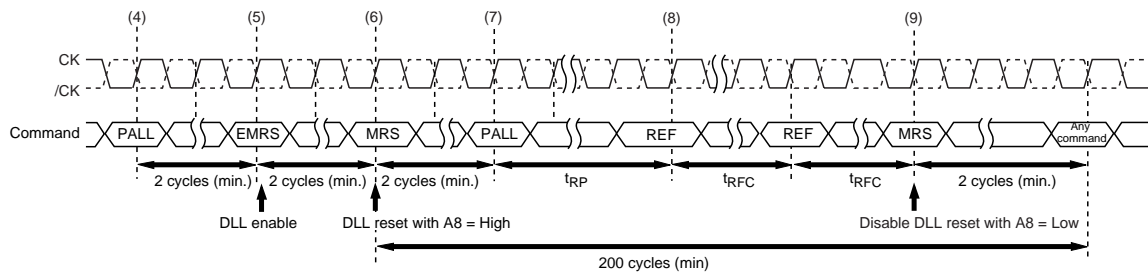 (4) (5) (6) (7) (8) (9)
CK
/CK
Command PALL EMRS MRS PALL REF REF MRS Any command
2 cycles (min.) 2 cycles (min.) 2 cycles (min.) tRP tRFC tRFC 2 cycles (min.)
DLL enable DLL reset with A8 = High Disable DLL reset with A8 = Low
200 cycles (min)